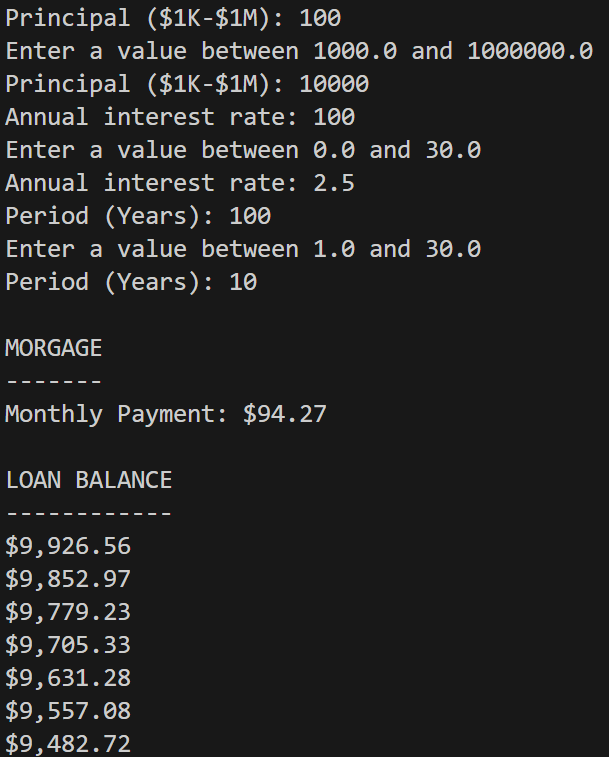 Principal ($1K-$1M): 100
Enter a value between 1000.0 and 1000000.0
Principal ($1K-$1M): 10000
Annual interest rate: 100
Enter a value between 0.0 and 30.0
Annual interest rate: 2.5
Period (Years): 100
Enter a value between 1.0 and 30.0
Period (Years): 10

MORGAGE
-------
Monthly Payment: $94.27

LOAN BALANCE
------------
$9,926.56
$9,852.97
$9,779.23
$9,705.33
$9,631.28
$9,557.08
$9,482.72